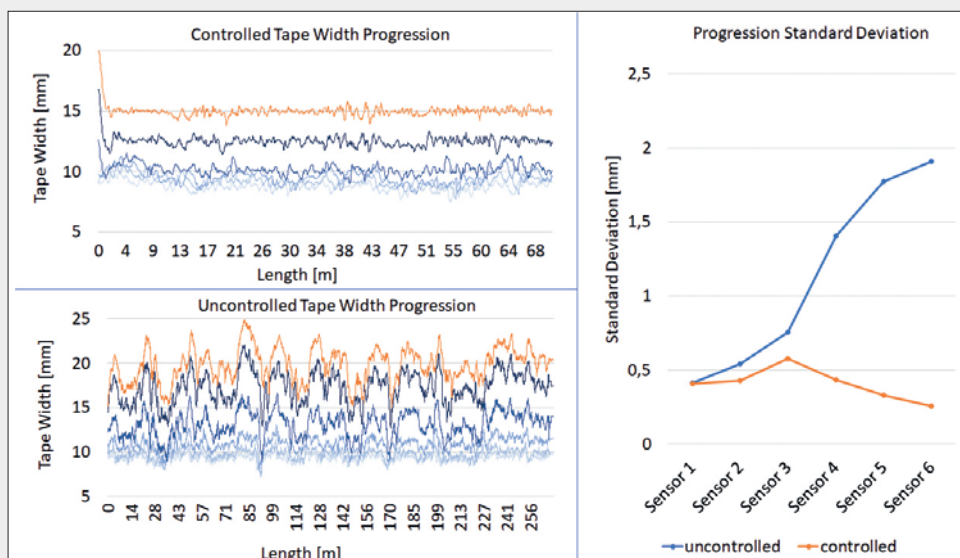 Controlled Tape Width Progression
20
15
10
5
Tape Width [mm]
0 4 9 13 17 21 26 30 34 39 43 47 51 55 60 64 68
Length [m]
Uncontrolled Tape Width Progression
25
20
15
10
5
Tape Width [mm]
0 14 28 43 57 71 85 99 114 128 142 156 170 185 199 213 227 241 256
Length [m]
Progression Standard Deviation
2,5
2
1,5
1
0,5
0
Standard Deviation [mm]
Sensor 1 Sensor 2 Sensor 3 Sensor 4 Sensor 5 Sensor 6
uncontrolled controlled